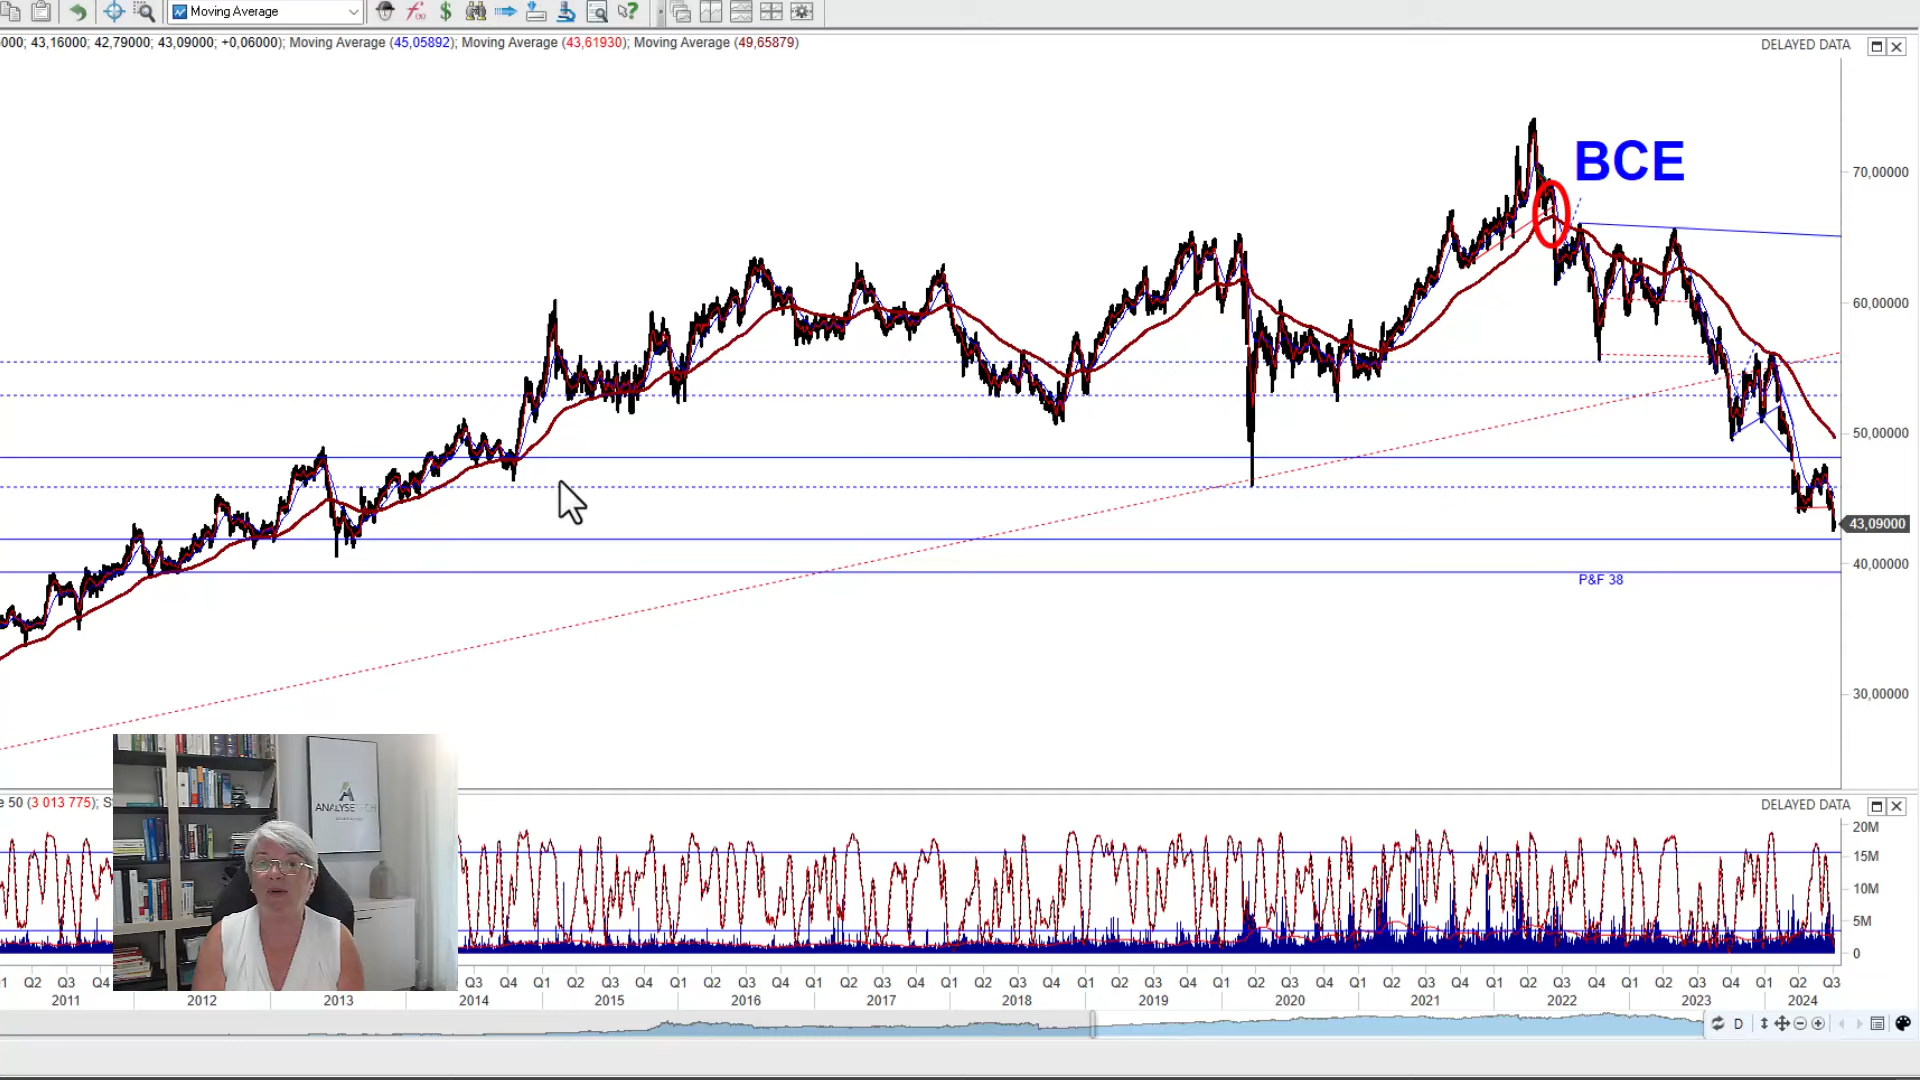 Moving Average
000; 43,16000; 42,79000; 43,09000; +0,06000); Moving Average (45,05892); Moving Average (43,61930); Moving Average (49,65879)
DELAYED DATA
BCE
70,00000
60,00000
50,00000
43,09000
40,00000
P&F 38
30,00000
e 50 (3 013 775); S
DELAYED DATA
ANALYSETECH
20M
15M
10M
5M
0
Q2 Q3 Q4 Q3 Q4 Q1 Q2 Q3 Q4 Q1 Q2 Q3 Q4 Q1 Q2 Q3 Q4 Q1 Q2 Q3 Q4 Q1 Q2 Q3 Q4 Q1 Q2 Q3 Q4 Q1 Q2 Q3 Q4 Q1 Q2 Q3 Q4 Q1 Q2 Q3 Q4 Q1 Q2 Q3
2011 2012 2013 2014 2015 2016 2017 2018 2019 2020 2021 2022 2023 2024
D